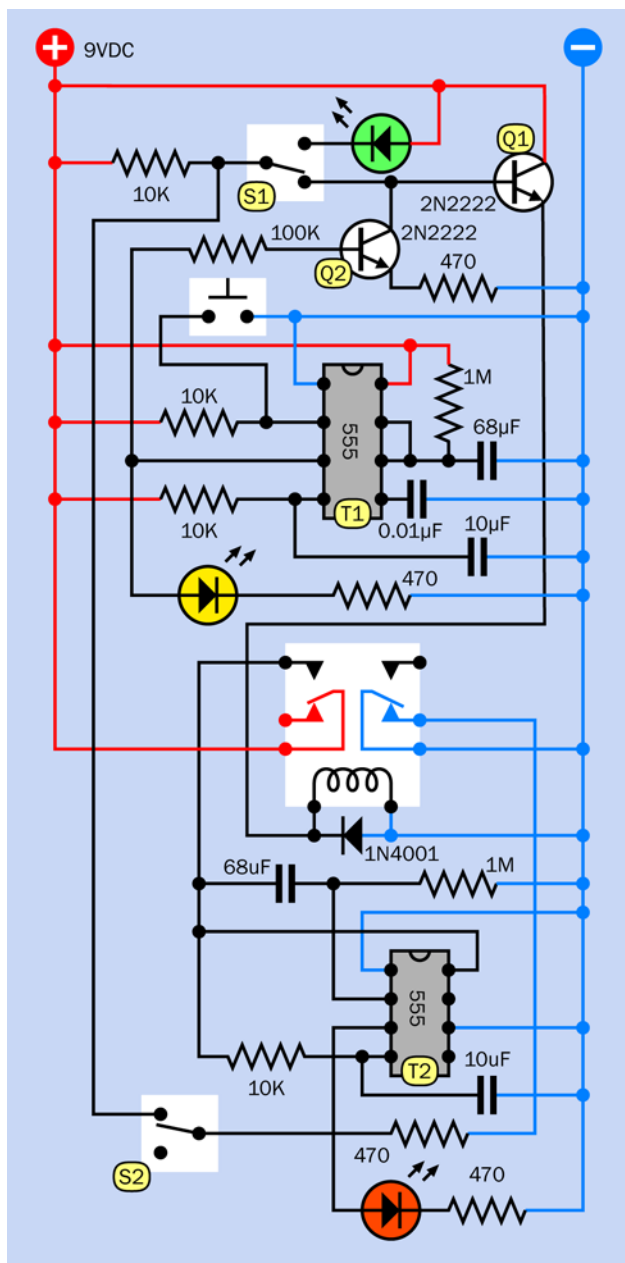 + 9VDC −
Q1
S1
10K
2N2222
100K
2N2222
470
Q2
1M
10K
68μF
555
T1
10K
0.01μF
10μF
470
1N4001
68uF
1M
555
T2
10K
10uF
470
S2
470